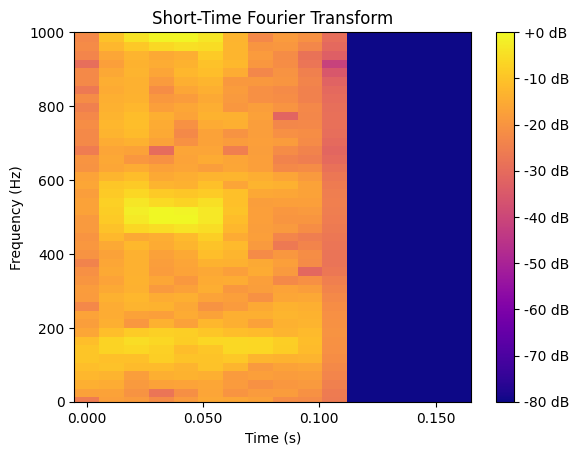 Short-Time Fourier Transform
Frequency (Hz)
1000
800
600
400
200
0
0.000
0.050
0.100
0.150
Time (s)
+0 dB
-10 dB
-20 dB
-30 dB
-40 dB
-50 dB
-60 dB
-70 dB
-80 dB